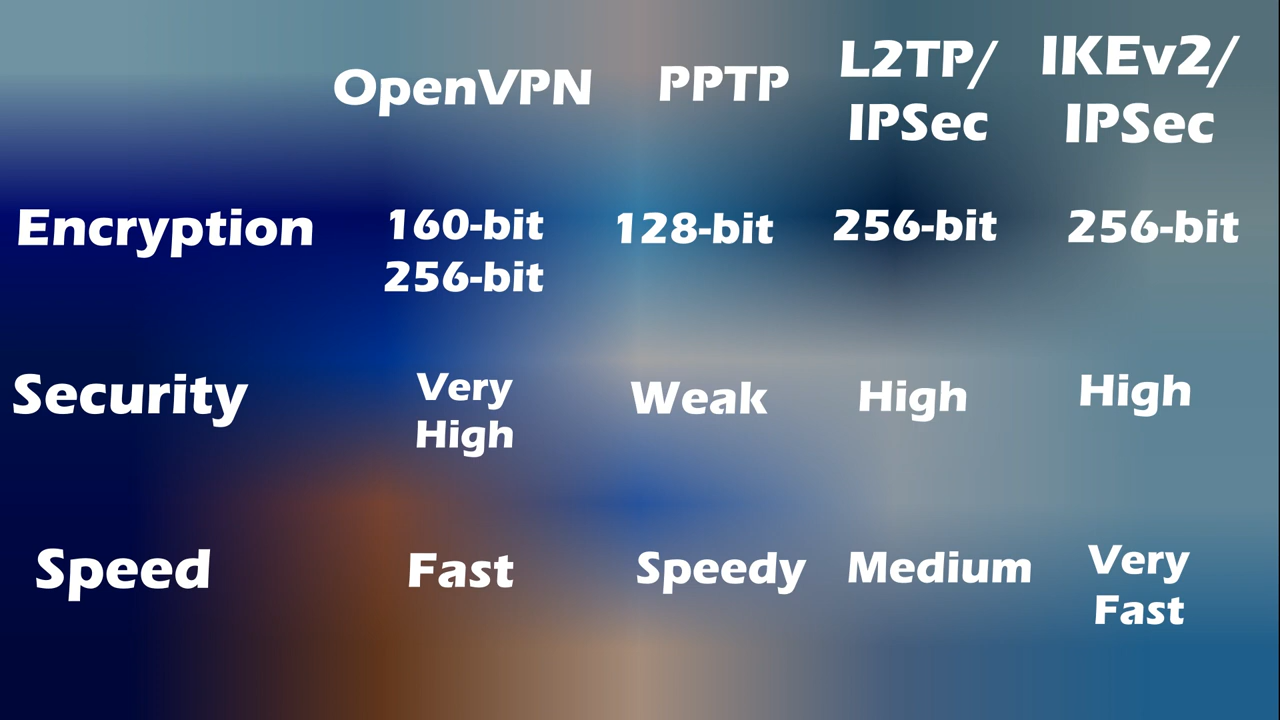 OpenVPN PPTP L2TP/ IKEv2/
IPSec IPSec
Encryption 160-bit 128-bit 256-bit 256-bit
256-bit
Security Very Weak High High
High
Speed Fast Speedy Medium Very
Fast